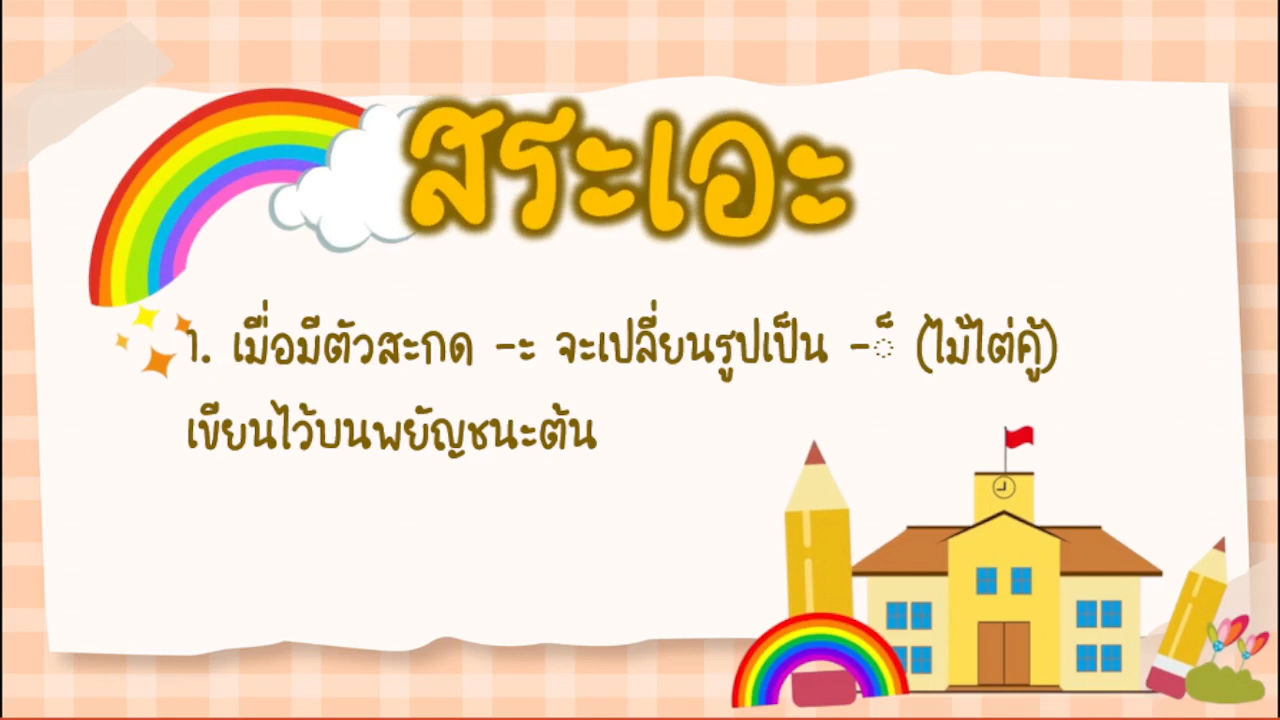 สระเอะ
1. เมื่อมีตัวสะกด -ะ จะเปลี่ยนรูปเป็น -็ (ไม้ไต่คู้)
เขียนไว้บนพยัญชนะต้น